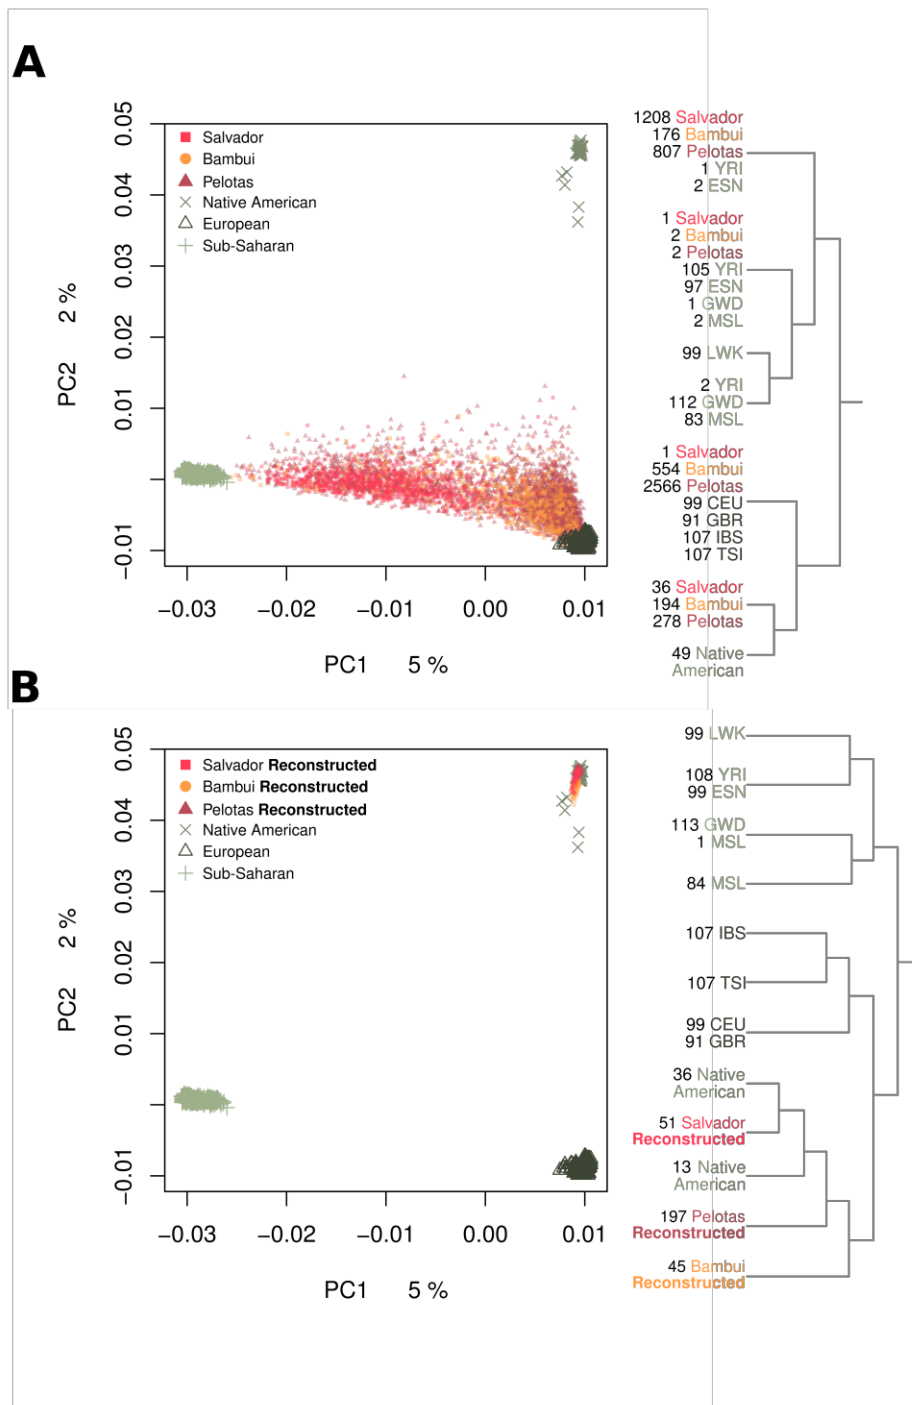 A
0.05
0.04
0.03
0.02
0.01
−0.01
PC2 2 %
Salvador
Bambui
Pelotas
Native American
European
Sub-Saharan
−0.03 −0.02 −0.01 0.00 0.01
PC1 5 %
1208 Salvador
176 Bambui
807 Pelotas
1 YRI
2 ESN
1 Salvador
2 Bambui
2 Pelotas
105 YRI
97 ESN
1 GWD
2 MSL
99 LWK
2 YRI
112 GWD
83 MSL
1 Salvador
554 Bambui
2566 Pelotas
99 CEU
91 GBR
107 IBS
107 TSI
36 Salvador
194 Bambui
278 Pelotas
49 Native
American
B
0.05
0.04
0.03
0.02
0.01
−0.01
PC2 2 %
Salvador Reconstructed
Bambui Reconstructed
Pelotas Reconstructed
Native American
European
Sub-Saharan
−0.03 −0.02 −0.01 0.00 0.01
PC1 5 %
99 LWK
108 YRI
99 ESN
113 GWD
1 MSL
84 MSL
107 IBS
107 TSI
99 CEU
91 GBR
36 Native
American
51 Salvador
Reconstructed
13 Native
American
197 Pelotas
Reconstructed
45 Bambui
Reconstructed